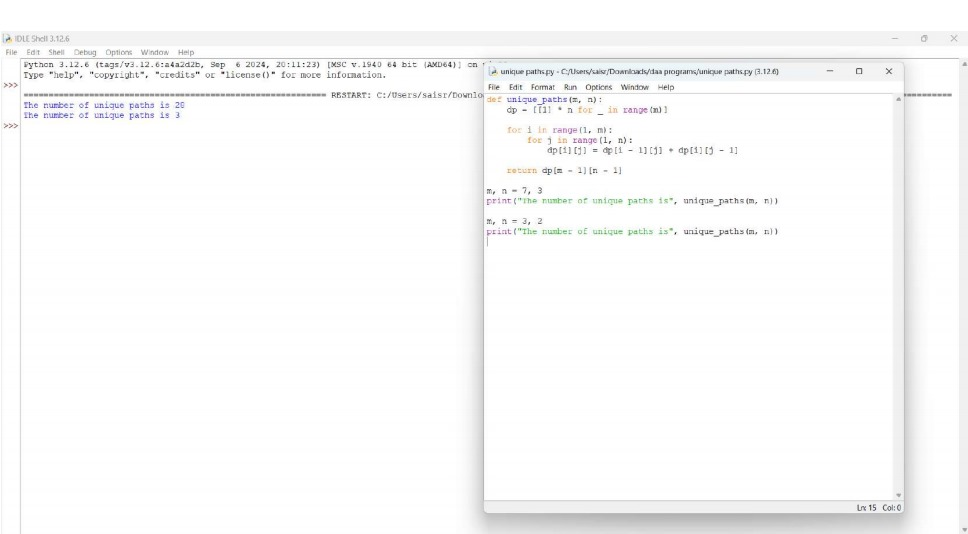 IDLE Shell 3.12.6
File Edit Shell Debug Options Window Help
Python 3.12.6 (tags/v3.12.6:a4a2d2b, Sep 6 2024, 20:11:23) [MSC v.1940 64 bit (AMD64)] on
Type "help", "copyright", "credits" or "license()" for more information.
>>>
=========================================================== RESTART: C:/Users/saisr/Downlo
The number of unique paths is 28
The number of unique paths is 3
>>>
unique paths.py - C:/Users/saisr/Downloads/daa programs/unique paths.py (3.12.6)
File Edit Format Run Options Window Help
def unique_paths(m, n):
    dp = [[1] * n for _ in range(m)]
    for i in range(1, m):
        for j in range(1, n):
            dp[i][j] = dp[i - 1][j] + dp[i][j - 1]
    return dp[m - 1][n - 1]
m, n = 7, 3
print("The number of unique paths is", unique_paths(m, n))
m, n = 3, 2
print("The number of unique paths is", unique_paths(m, n))
Ln: 15 Col: 0